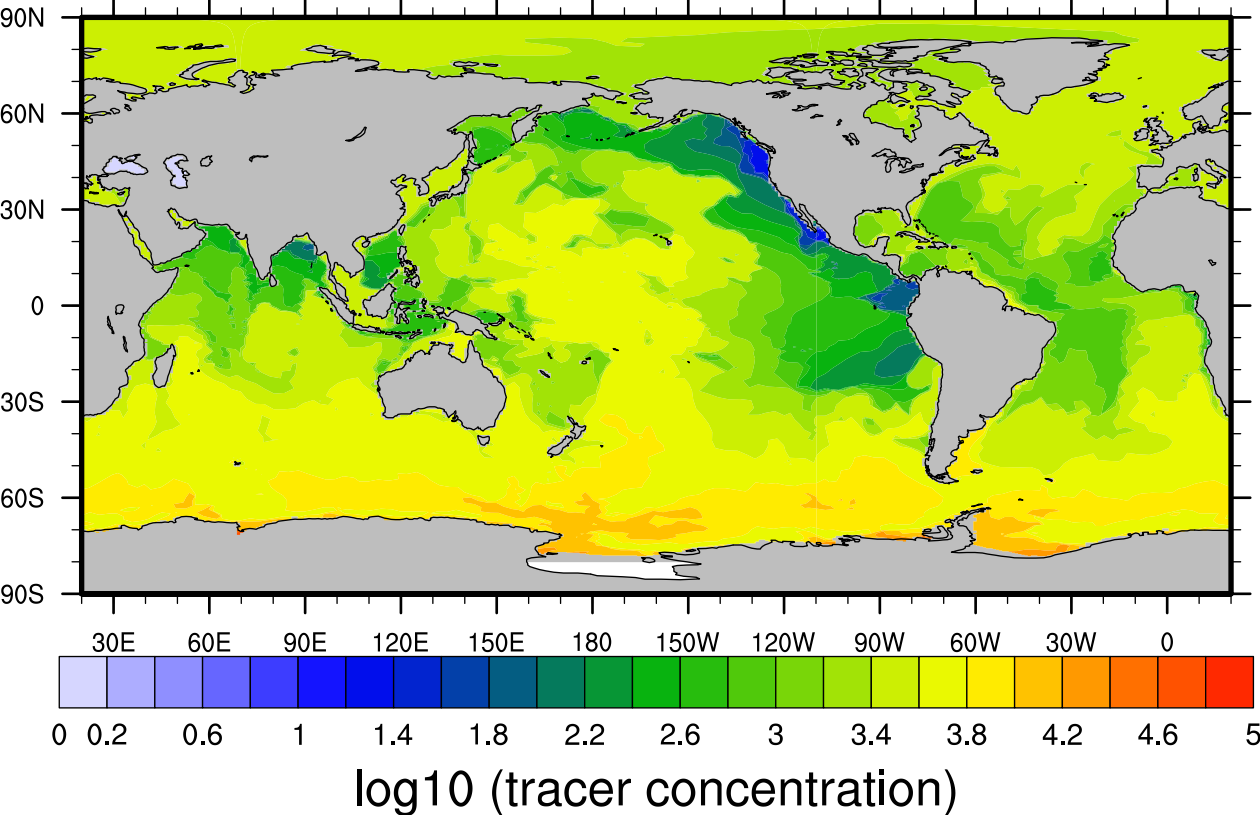 90N
60N
30N
0
30S
60S
90S
30E 60E 90E 120E 150E 180 150W 120W 90W 60W 30W 0
0 0.2 0.6 1 1.4 1.8 2.2 2.6 3 3.4 3.8 4.2 4.6 5
log10 (tracer concentration)